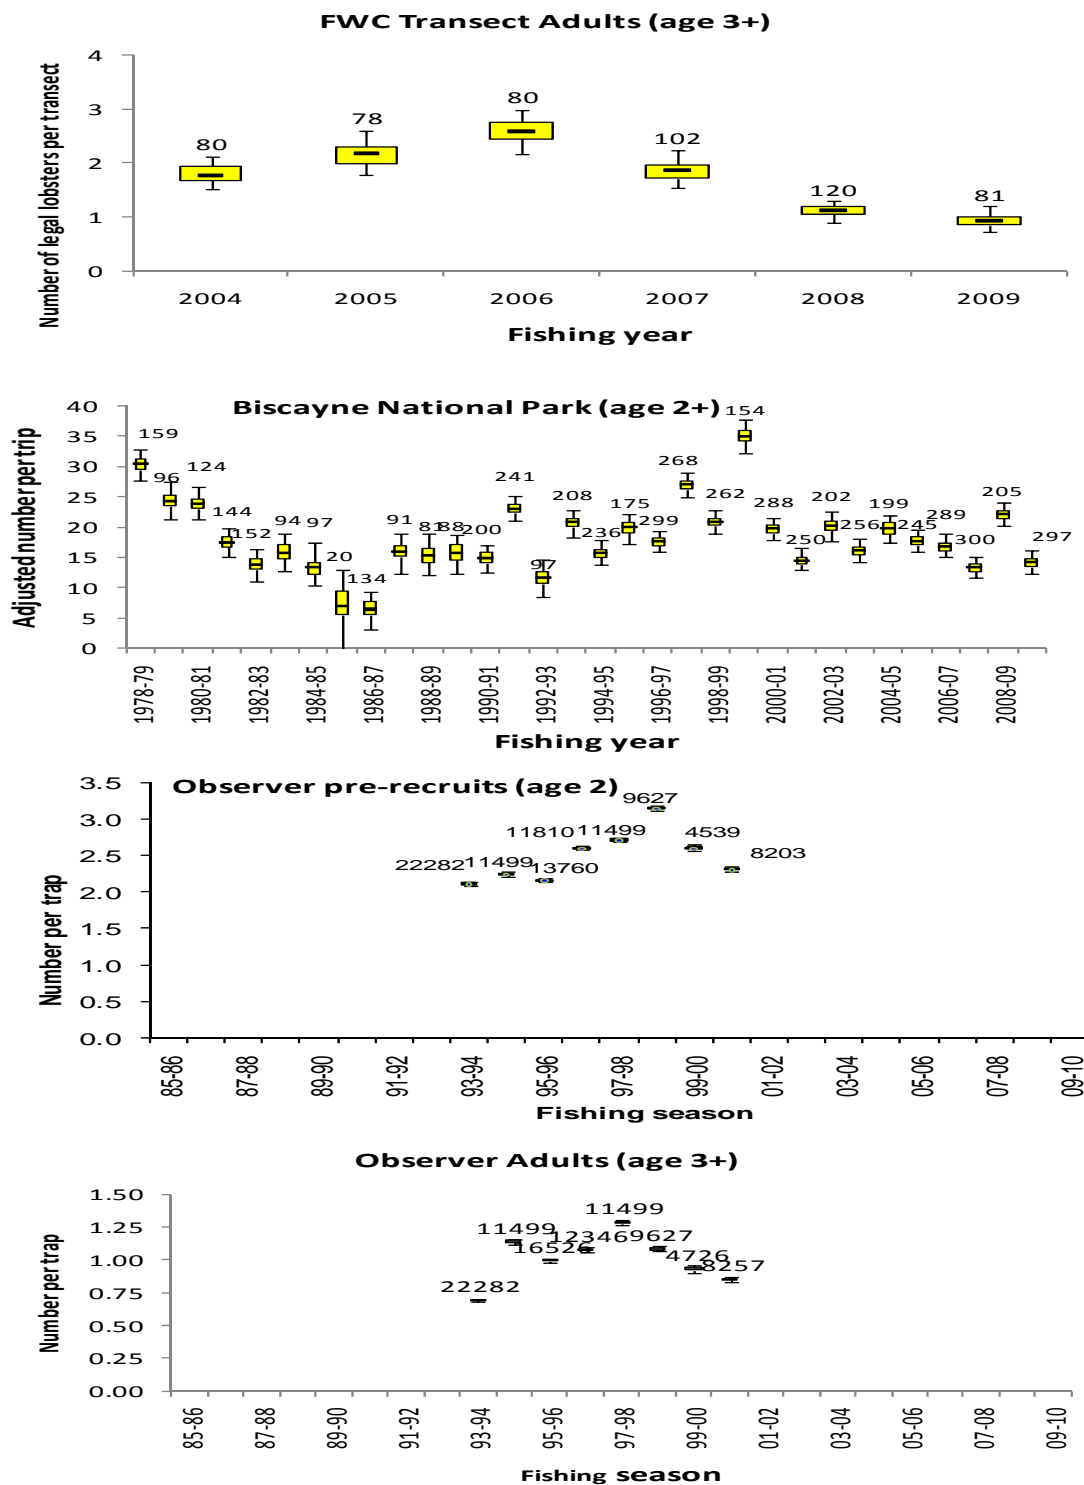 FWC Transect Adults (age 3+)
Number of legal lobsters per transect
4
3
2
1
0
80
78
80
102
120
81
2004 2005 2006 2007 2008 2009
Fishing year
Biscayne National Park (age 2+)
Adjusted number per trip
40
35
30
25
20
15
10
5
0
159 96 124 144 152 94 97 20 134 91 81 88 200 241 97 208 236 175 299 268 262 154 288 250 202 256 199 245 289 300 205 297
1978-79 1980-81 1982-83 1984-85 1986-87 1988-89 1990-91 1992-93 1994-95 1996-97 1998-99 2000-01 2002-03 2004-05 2006-07 2008-09
Fishing year
Observer pre-recruits (age 2)
Number per trap
3.5
3.0
2.5
2.0
1.5
1.0
0.5
0.0
22282 11499 13760 11810 11499 9627 4539 8203
85-86 87-88 89-90 91-92 93-94 95-96 97-98 99-00 01-02 03-04 05-06 07-08 09-10
Fishing season
Observer Adults (age 3+)
Number per trap
1.50
1.25
1.00
0.75
0.50
0.25
0.00
22282 11499 16526 12346 11499 9627 4726 8257
85-86 87-88 89-90 91-92 93-94 95-96 97-98 99-00 01-02 03-04 05-06 07-08 09-10
Fishing season